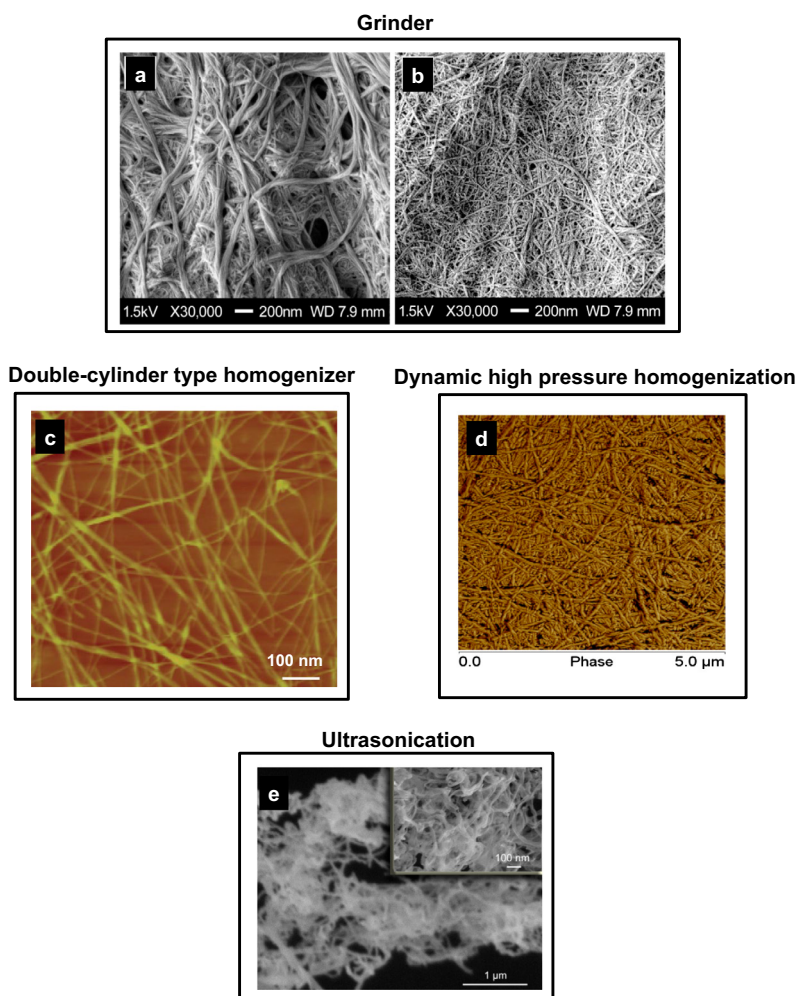 Grinder
a
b
1.5kV X30,000 200nm WD 7.9 mm
1.5kV X30,000 200nm WD 7.9 mm
Double-cylinder type homogenizer
Dynamic high pressure homogenization
c
100 nm
d
0.0 Phase 5.0 µm
Ultrasonication
e
100 nm
1 µm